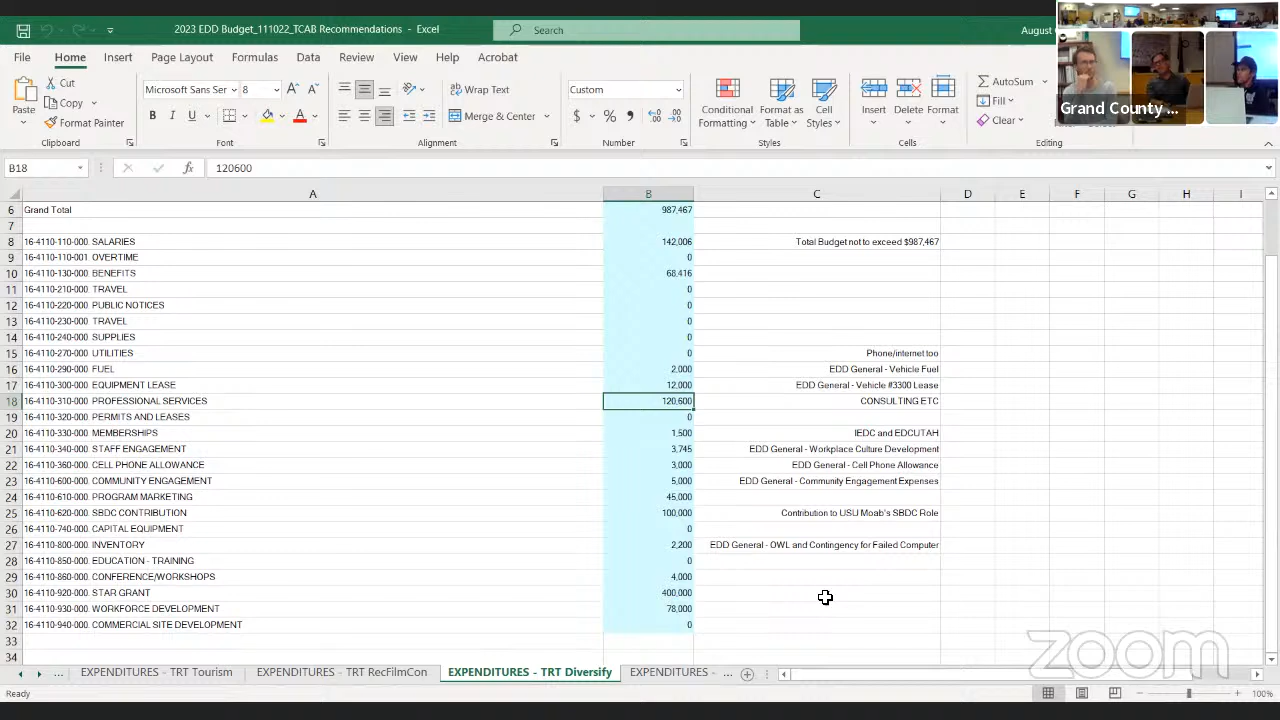 2023 EDD Budget_111022_TCAB Recommendations - Excel
Search
August
File Home Insert Page Layout Formulas Data Review View Help Acrobat
Cut
Copy
Format Painter
Paste
Microsoft Sans Ser
Wrap Text
Merge & Center
Custom
Conditional Formatting
Format as Table
Cell Styles
Insert
Delete
Format
AutoSum
Fill
Clear
Grand County ...
Clipboard Font Alignment Number Styles Cells Editing
B18 fx 120600
A B C D E F G H I
6 Grand Total 987,467
7
8 16-4110-110-000 SALARIES 142,006 Total Budget not to exceed $987,467
9 16-4110-110-001 OVERTIME 0
10 16-4110-130-000 BENEFITS 68,416
11 16-4110-210-000 TRAVEL 0
12 16-4110-220-000 PUBLIC NOTICES 0
13 16-4110-230-000 TRAVEL 0
14 16-4110-240-000 SUPPLIES 0
15 16-4110-270-000 UTILITIES 0 Phone/internet too
16 16-4110-290-000 FUEL 2,000 EDD General - Vehicle Fuel
17 16-4110-300-000 EQUIPMENT LEASE 12,000 EDD General - Vehicle #3300 Lease
18 16-4110-310-000 PROFESSIONAL SERVICES 120,600 CONSULTING ETC
19 16-4110-320-000 PERMITS AND LEASES 0
20 16-4110-330-000 MEMBERSHIPS 1,500 IEDC and EDCUTAH
21 16-4110-340-000 STAFF ENGAGEMENT 3,745 EDD General - Workplace Culture Development
22 16-4110-360-000 CELL PHONE ALLOWANCE 3,000 EDD General - Cell Phone Allowance
23 16-4110-600-000 COMMUNITY ENGAGEMENT 5,000 EDD General - Community Engagement Expenses
24 16-4110-610-000 PROGRAM MARKETING 45,000
25 16-4110-620-000 SBDC CONTRIBUTION 100,000 Contribution to USU Moab's SBDC Role
26 16-4110-740-000 CAPITAL EQUIPMENT 0
27 16-4110-800-000 INVENTORY 2,200 EDD General - OWL and Contingency for Failed Computer
28 16-4110-850-000 EDUCATION - TRAINING 0
29 16-4110-860-000 CONFERENCE/WORKSHOPS 4,000
30 16-4110-920-000 STAR GRANT 400,000
31 16-4110-930-000 WORKFORCE DEVELOPMENT 78,000
32 16-4110-940-000 COMMERCIAL SITE DEVELOPMENT 0
33
34
zoom
... EXPENDITURES - TRT Tourism EXPENDITURES - TRT RecFilmCon EXPENDITURES - TRT Diversify EXPENDITURES - ...
Ready 100%